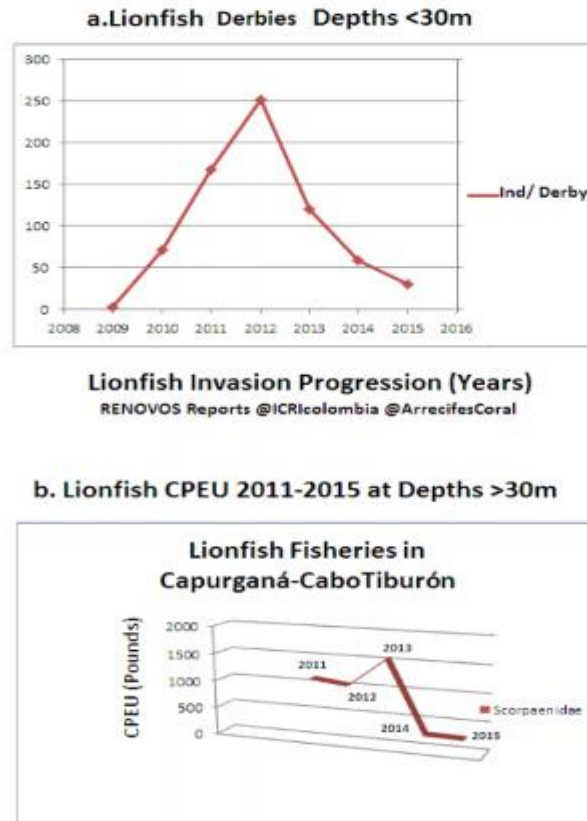 a.Lionfish Derbies Depths <30m
300
250
200
150
100
50
0
2008 2009 2010 2011 2012 2013 2014 2015 2016
Ind/ Derby
Lionfish Invasion Progression (Years)
RENOVOS Reports @ICRIcolombia @ArrecifesCoral
b. Lionfish CPEU 2011-2015 at Depths >30m
Lionfish Fisheries in
Capurganá-CaboTiburón
CPEU (Pounds)
2000
1500
1000
500
0
2011
2012
2013
2014
2015
Scorpaenidae